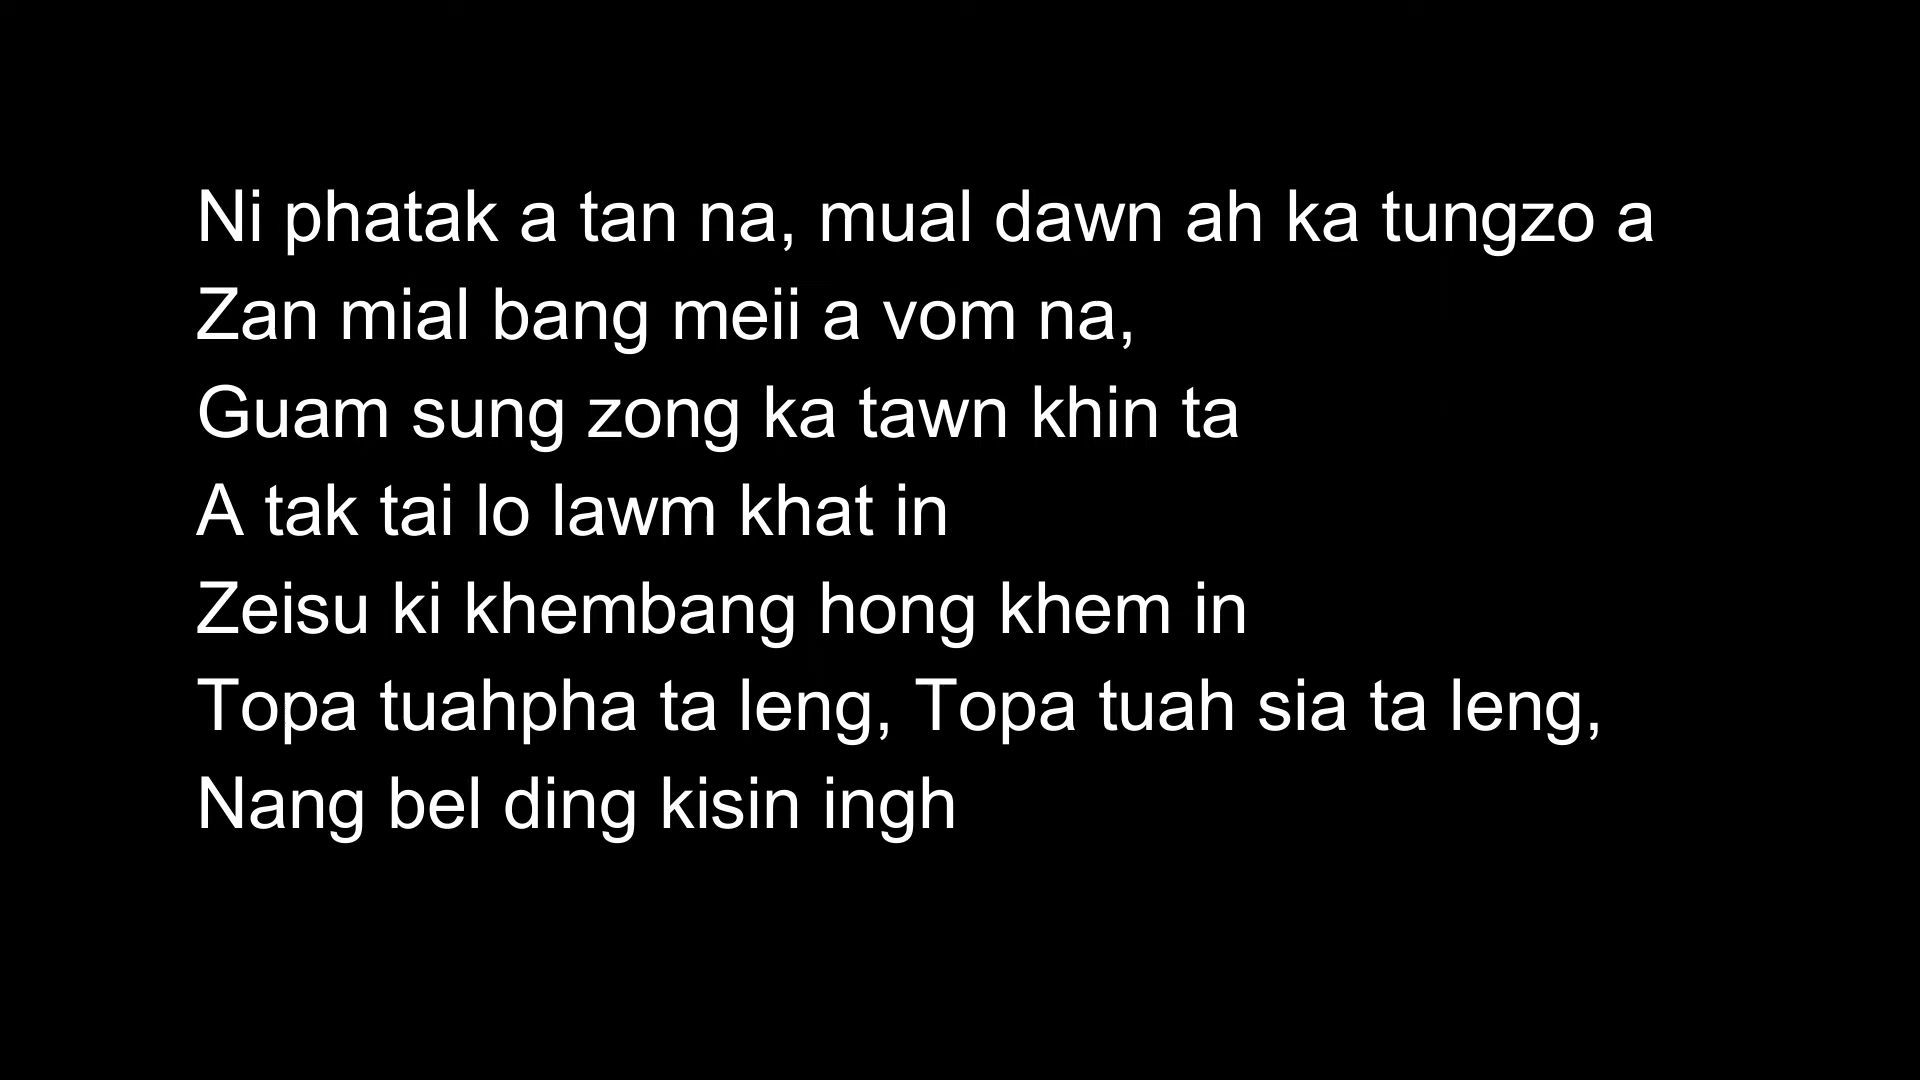 Ni phatak a tan na, mual dawn ah ka tungzo a
Zan mial bang meii a vom na,
Guam sung zong ka tawn khin ta
A tak tai lo lawm khat in
Zeisu ki khembang hong khem in
Topa tuahpha ta leng, Topa tuah sia ta leng,
Nang bel ding kisin ingh